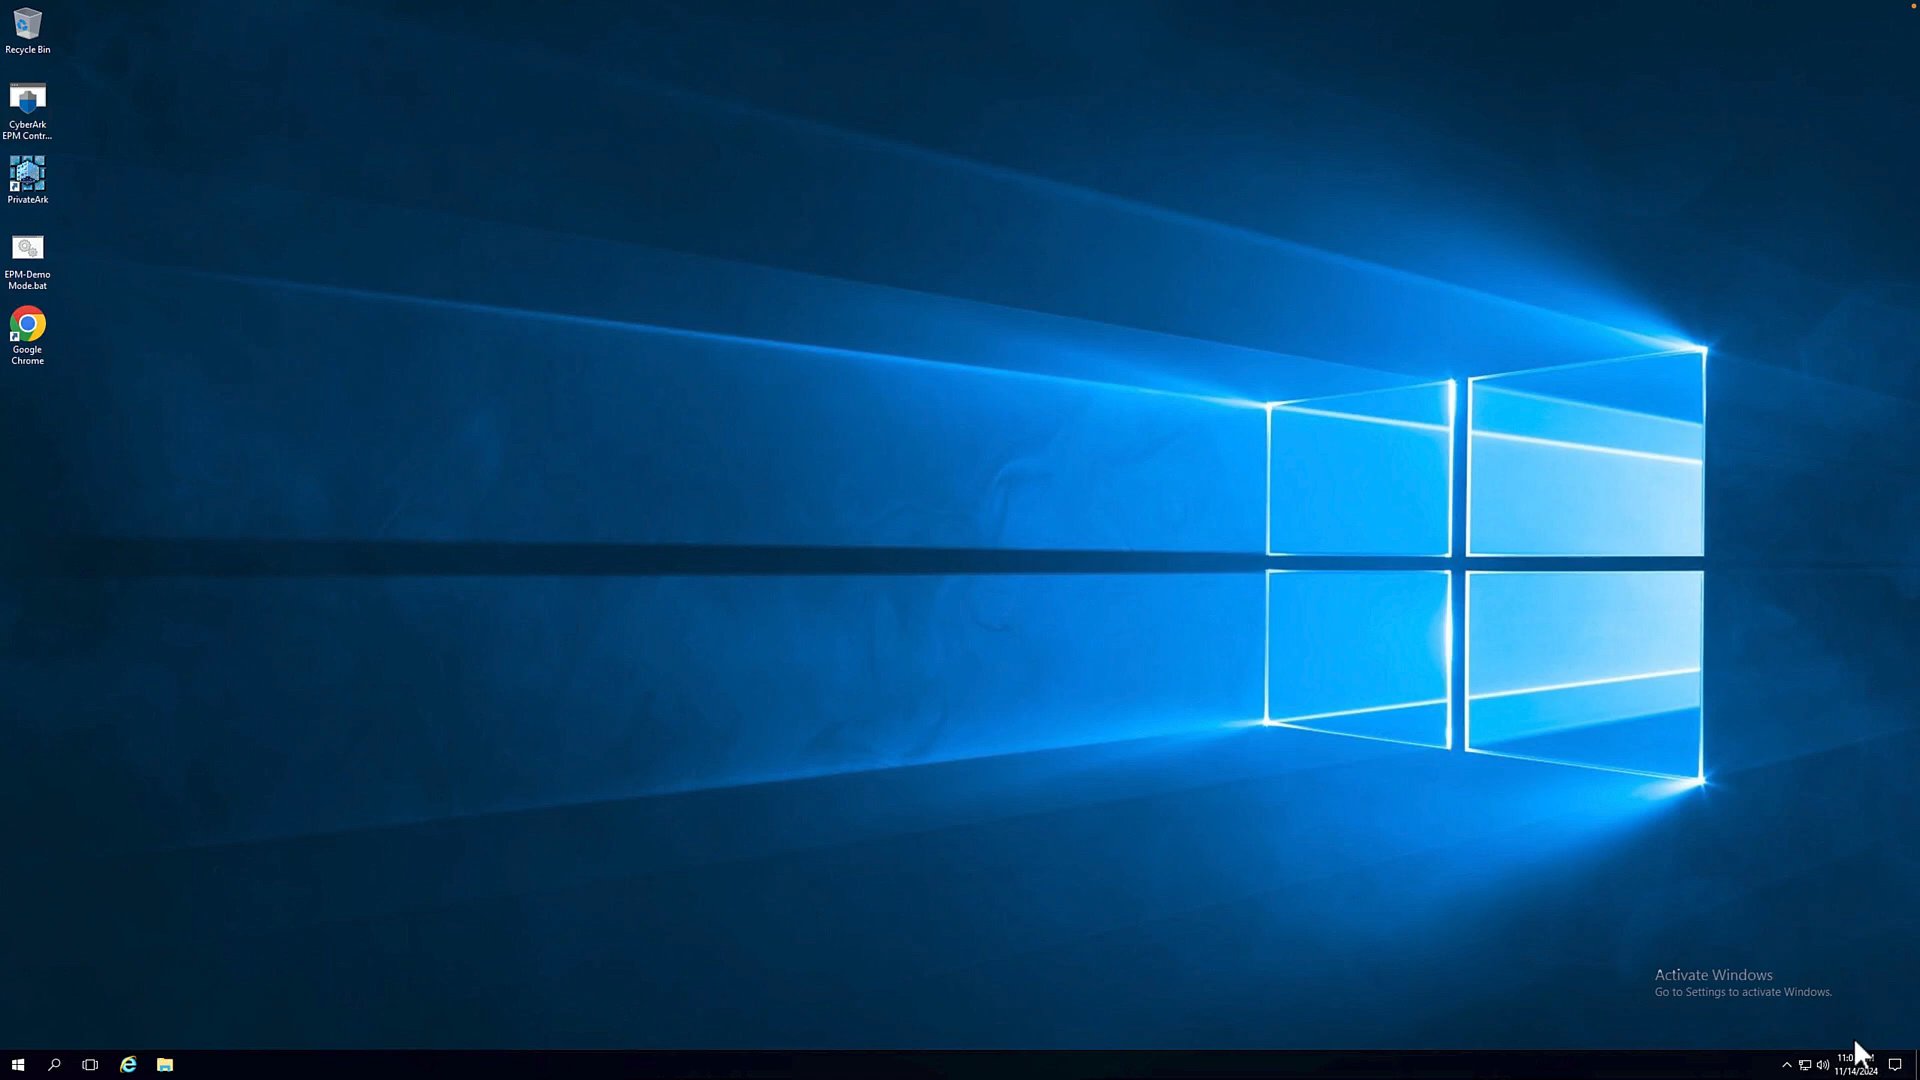 Recycle Bin
CyberArk
EPM Contr...
PrivateArk
EPM-Demo
Mode.bat
Google
Chrome
Activate Windows
Go to Settings to activate Windows.
11/14/2024